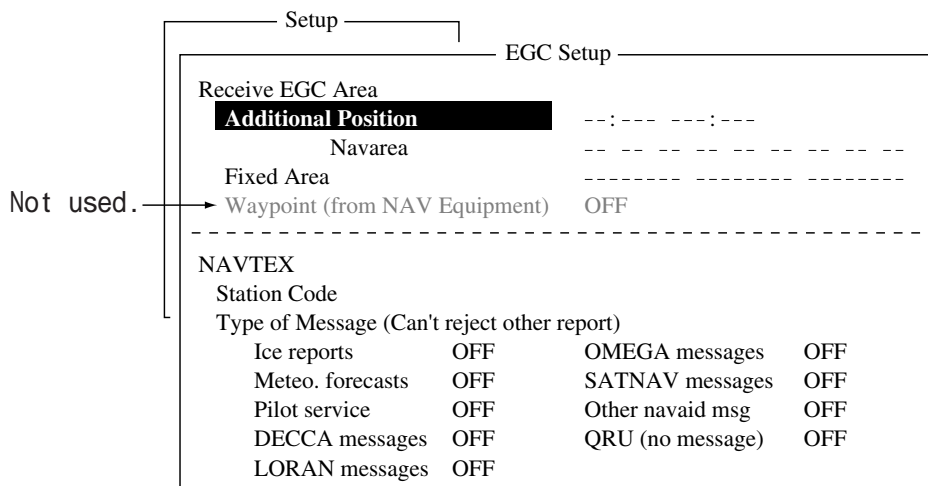 Setup
EGC Setup
Receive EGC Area
Additional Position --:--- ---:---
Navarea -- -- -- -- -- -- -- -- --
Fixed Area -------- -------- --------
Not used. Waypoint (from NAV Equipment) OFF
NAVTEX
Station Code
Type of Message (Can't reject other report)
Ice reports OFF OMEGA messages OFF
Meteo. forecasts OFF SATNAV messages OFF
Pilot service OFF Other navaid msg OFF
DECCA messages OFF QRU (no message) OFF
LORAN messages OFF